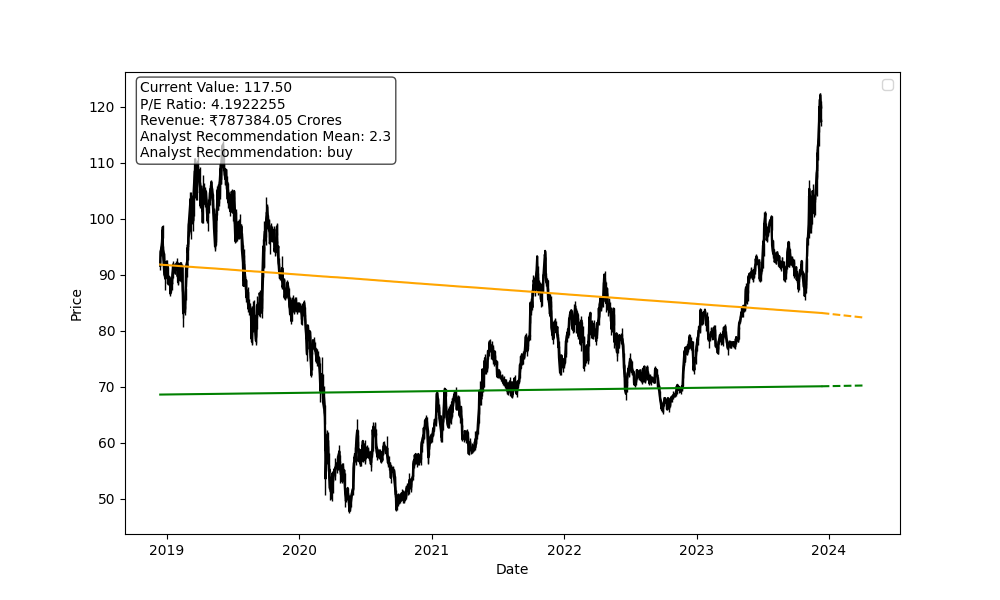 Current Value: 117.50
P/E Ratio: 4.1922255
Revenue: ₹787384.05 Crores
Analyst Recommendation Mean: 2.3
Analyst Recommendation: buy
120
110
100
90
80
70
60
50
Price
2019 2020 2021 2022 2023 2024
Date